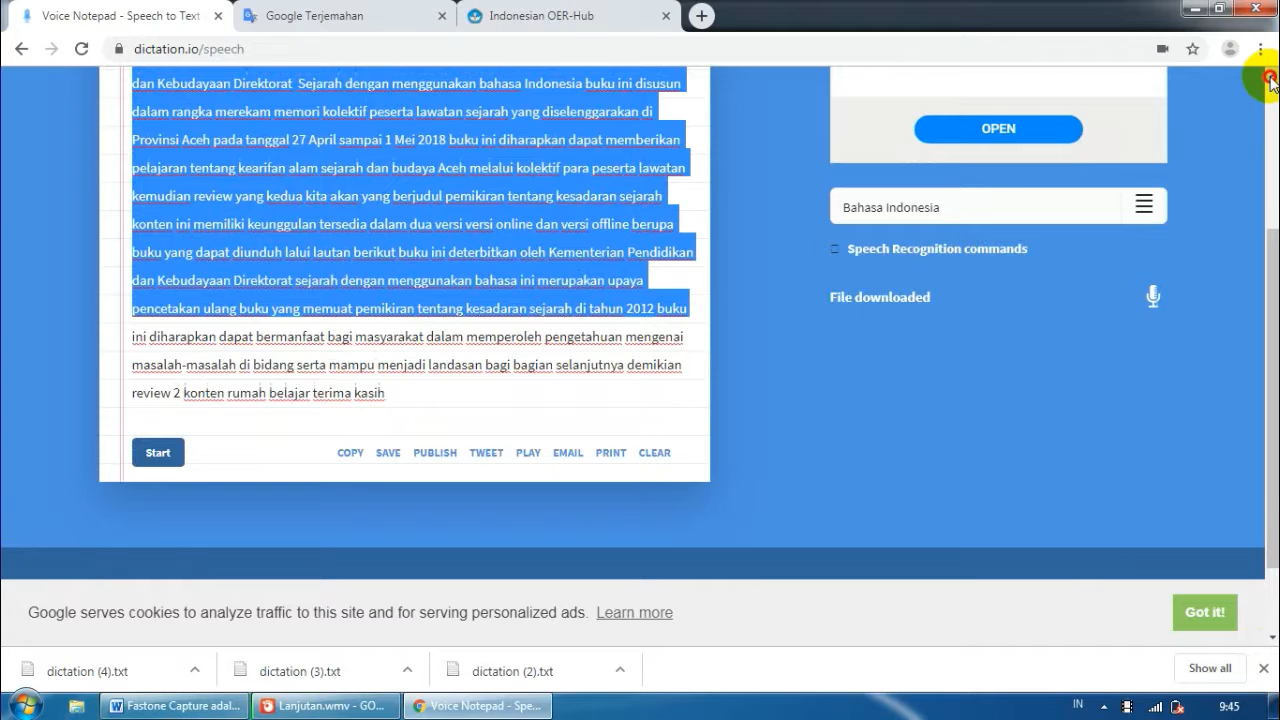 Voice Notepad - Speech to Text
Google Terjemahan
Indonesian OER-Hub
dictation.io/speech
dan Kebudayaan Direktorat Sejarah dengan menggunakan bahasa Indonesia buku ini disusun
dalam rangka merekam memori kolektif peserta lawatan sejarah yang diselenggarakan di
Provinsi Aceh pada tanggal 27 April sampai 1 Mei 2018 buku ini diharapkan dapat memberikan
pelajaran tentang kearifan alam sejarah dan budaya Aceh melalui kolektif para peserta lawatan
kemudian review yang kedua kita akan yang berjudul pemikiran tentang kesadaran sejarah
konten ini memiliki keunggulan tersedia dalam dua versi versi online dan versi offline berupa
buku yang dapat diunduh lalui lautan berikut buku ini deterbitkan oleh Kementerian Pendidikan
dan Kebudayaan Direktorat sejarah dengan menggunakan bahasa ini merupakan upaya
pencetakan ulang buku yang memuat pemikiran tentang kesadaran sejarah di tahun 2012 buku
ini diharapkan dapat bermanfaat bagi masyarakat dalam memperoleh pengetahuan mengenai
masalah-masalah di bidang serta mampu menjadi landasan bagi bagian selanjutnya demikian
review 2 konten rumah belajar terima kasih
Start
COPY SAVE PUBLISH TWEET PLAY EMAIL PRINT CLEAR
OPEN
Bahasa Indonesia
Speech Recognition commands
File downloaded
Google serves cookies to analyze traffic to this site and for serving personalized ads. Learn more
Got it!
dictation (4).txt
dictation (3).txt
dictation (2).txt
Show all
Fastone Capture adal...
Lanjutan.wmv - GO...
Voice Notepad - Spe...
IN
9:45